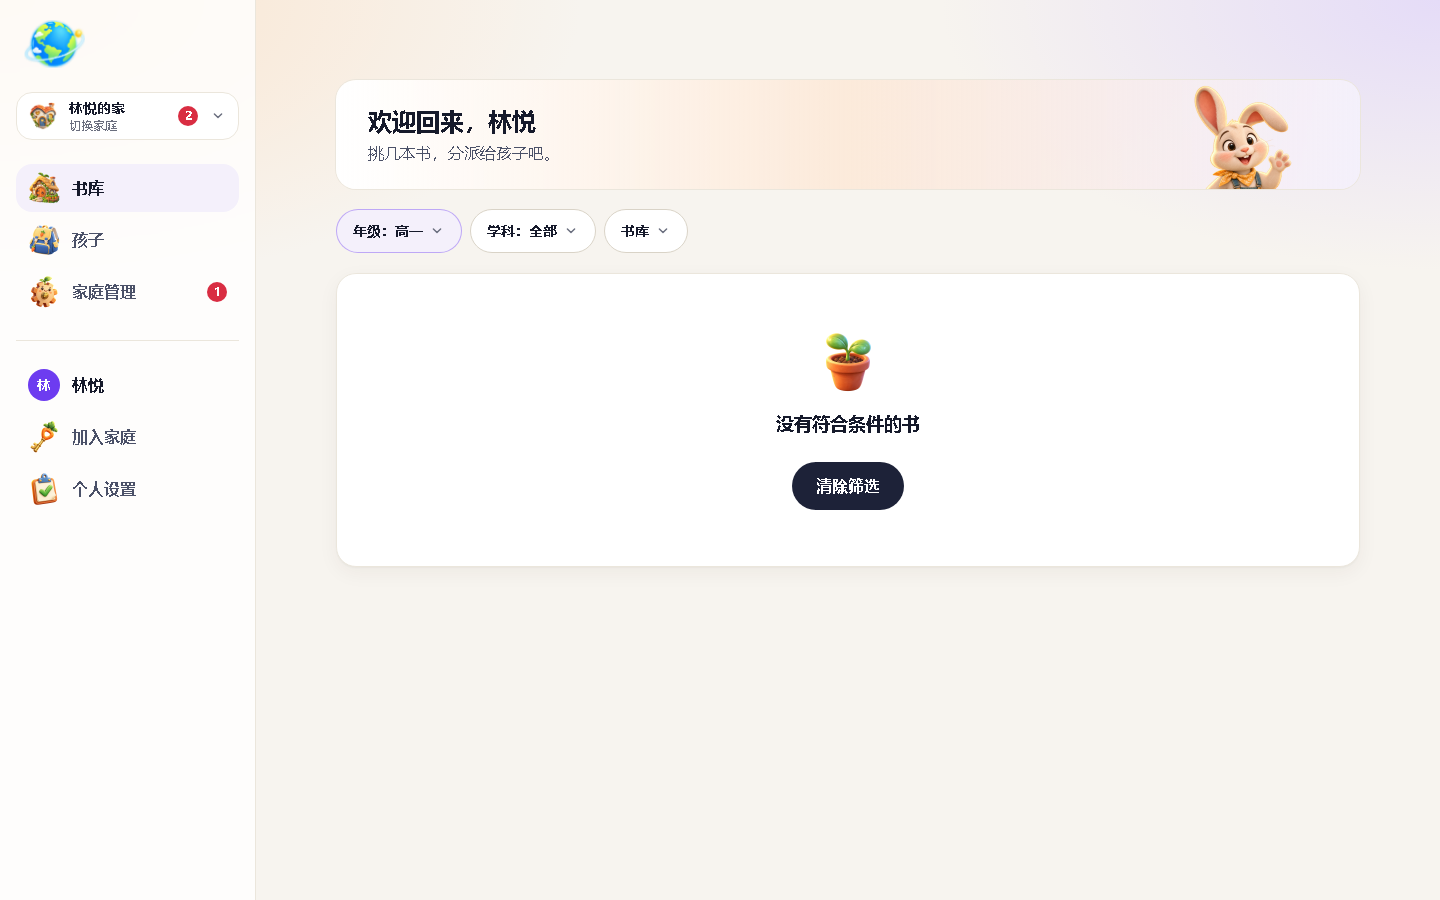 林悦的家
切换家庭
2
书库
孩子
家庭管理
1
林
林悦
加入家庭
个人设置
欢迎回来，林悦
挑几本书，分派给孩子吧。
年级：高一
学科：全部
书库
没有符合条件的书
清除筛选